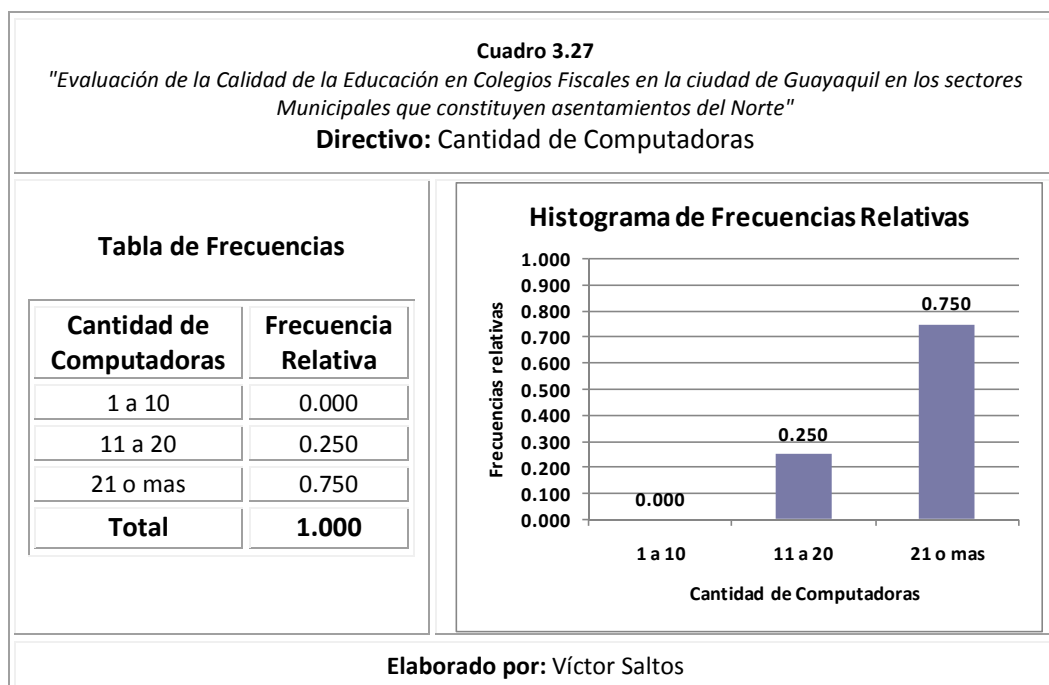 Cuadro 3.27
"Evaluación de la Calidad de la Educación en Colegios Fiscales en la ciudad de Guayaquil en los sectores
Municipales que constituyen asentamientos del Norte"
Directivo: Cantidad de Computadoras
Tabla de Frecuencias
Cantidad de Computadoras Frecuencia Relativa
1 a 10 0.000
11 a 20 0.250
21 o mas 0.750
Total 1.000
Histograma de Frecuencias Relativas
Frecuencias relativas
1.000
0.900
0.800
0.700
0.600
0.500
0.400
0.300
0.200
0.100
0.000
0.000
0.250
0.750
1 a 10 11 a 20 21 o mas
Cantidad de Computadoras
Elaborado por: Víctor Saltos